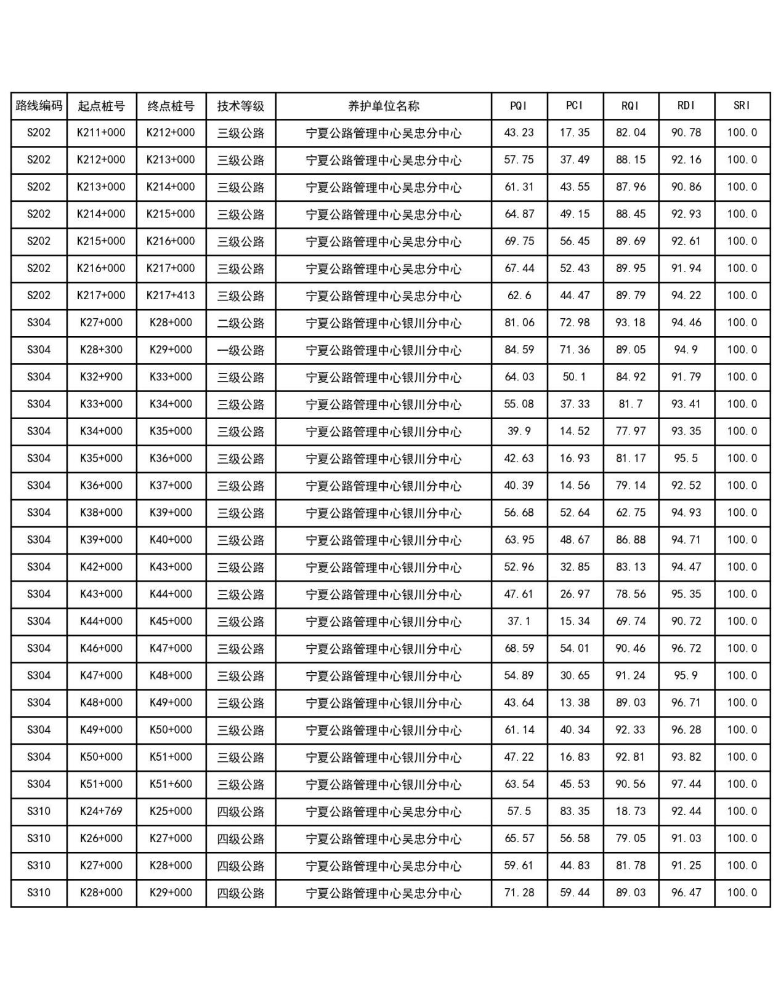 路线编码 起点桩号 终点桩号 技术等级 养护单位名称 PQI PCI RQI RDI SRI
S202 K211+000 K212+000 三级公路 宁夏公路管理中心吴忠分中心 43.23 17.35 82.04 90.78 100.0
S202 K212+000 K213+000 三级公路 宁夏公路管理中心吴忠分中心 57.75 37.49 88.15 92.16 100.0
S202 K213+000 K214+000 三级公路 宁夏公路管理中心吴忠分中心 61.31 43.55 87.96 90.86 100.0
S202 K214+000 K215+000 三级公路 宁夏公路管理中心吴忠分中心 64.87 49.15 88.45 92.93 100.0
S202 K215+000 K216+000 三级公路 宁夏公路管理中心吴忠分中心 69.75 56.45 89.69 92.61 100.0
S202 K216+000 K217+000 三级公路 宁夏公路管理中心吴忠分中心 67.44 52.43 89.95 91.94 100.0
S202 K217+000 K217+413 三级公路 宁夏公路管理中心吴忠分中心 62.6 44.47 89.79 94.22 100.0
S304 K27+000 K28+000 二级公路 宁夏公路管理中心银川分中心 81.06 72.98 93.18 94.46 100.0
S304 K28+300 K29+000 一级公路 宁夏公路管理中心银川分中心 84.59 71.36 89.05 94.9 100.0
S304 K32+900 K33+000 三级公路 宁夏公路管理中心银川分中心 64.03 50.1 84.92 91.79 100.0
S304 K33+000 K34+000 三级公路 宁夏公路管理中心银川分中心 55.08 37.33 81.7 93.41 100.0
S304 K34+000 K35+000 三级公路 宁夏公路管理中心银川分中心 39.9 14.52 77.97 93.35 100.0
S304 K35+000 K36+000 三级公路 宁夏公路管理中心银川分中心 42.63 16.93 81.17 95.5 100.0
S304 K36+000 K37+000 三级公路 宁夏公路管理中心银川分中心 40.39 14.56 79.14 92.52 100.0
S304 K38+000 K39+000 三级公路 宁夏公路管理中心银川分中心 56.68 52.64 62.75 94.93 100.0
S304 K39+000 K40+000 三级公路 宁夏公路管理中心银川分中心 63.95 48.67 86.88 94.71 100.0
S304 K42+000 K43+000 三级公路 宁夏公路管理中心银川分中心 52.96 32.85 83.13 94.47 100.0
S304 K43+000 K44+000 三级公路 宁夏公路管理中心银川分中心 47.61 26.97 78.56 95.35 100.0
S304 K44+000 K45+000 三级公路 宁夏公路管理中心银川分中心 37.1 15.34 69.74 90.72 100.0
S304 K46+000 K47+000 三级公路 宁夏公路管理中心银川分中心 68.59 54.01 90.46 96.72 100.0
S304 K47+000 K48+000 三级公路 宁夏公路管理中心银川分中心 54.89 30.65 91.24 95.9 100.0
S304 K48+000 K49+000 三级公路 宁夏公路管理中心银川分中心 43.64 13.38 89.03 96.71 100.0
S304 K49+000 K50+000 三级公路 宁夏公路管理中心银川分中心 61.14 40.34 92.33 96.28 100.0
S304 K50+000 K51+000 三级公路 宁夏公路管理中心银川分中心 47.22 16.83 92.81 93.82 100.0
S304 K51+000 K51+600 三级公路 宁夏公路管理中心银川分中心 63.54 45.53 90.56 97.44 100.0
S310 K24+769 K25+000 四级公路 宁夏公路管理中心吴忠分中心 57.5 83.35 18.73 92.44 100.0
S310 K26+000 K27+000 四级公路 宁夏公路管理中心吴忠分中心 65.57 56.58 79.05 91.03 100.0
S310 K27+000 K28+000 四级公路 宁夏公路管理中心吴忠分中心 59.61 44.83 81.78 91.25 100.0
S310 K28+000 K29+000 四级公路 宁夏公路管理中心吴忠分中心 71.28 59.44 89.03 96.47 100.0